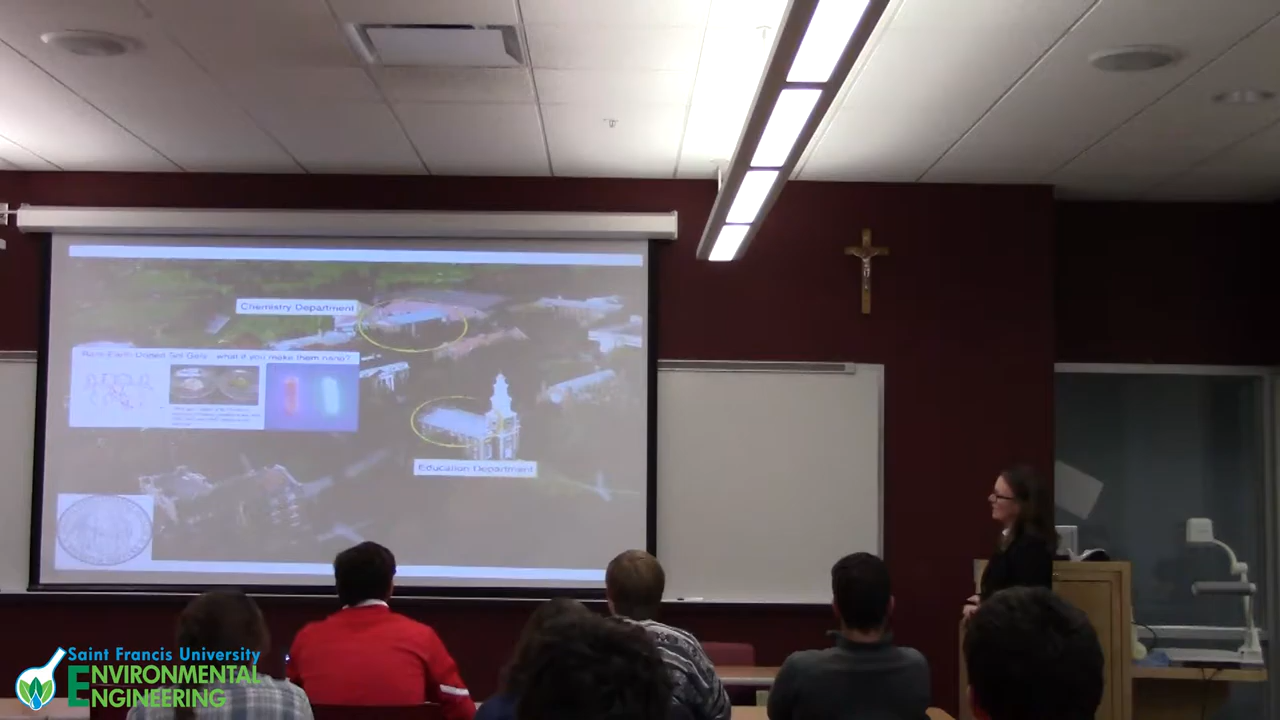 Chemistry Department
Rare Earth Doped Sol Gels: what if you make them nano?
Education Department
Saint Francis University
ENVIRONMENTAL
ENGINEERING